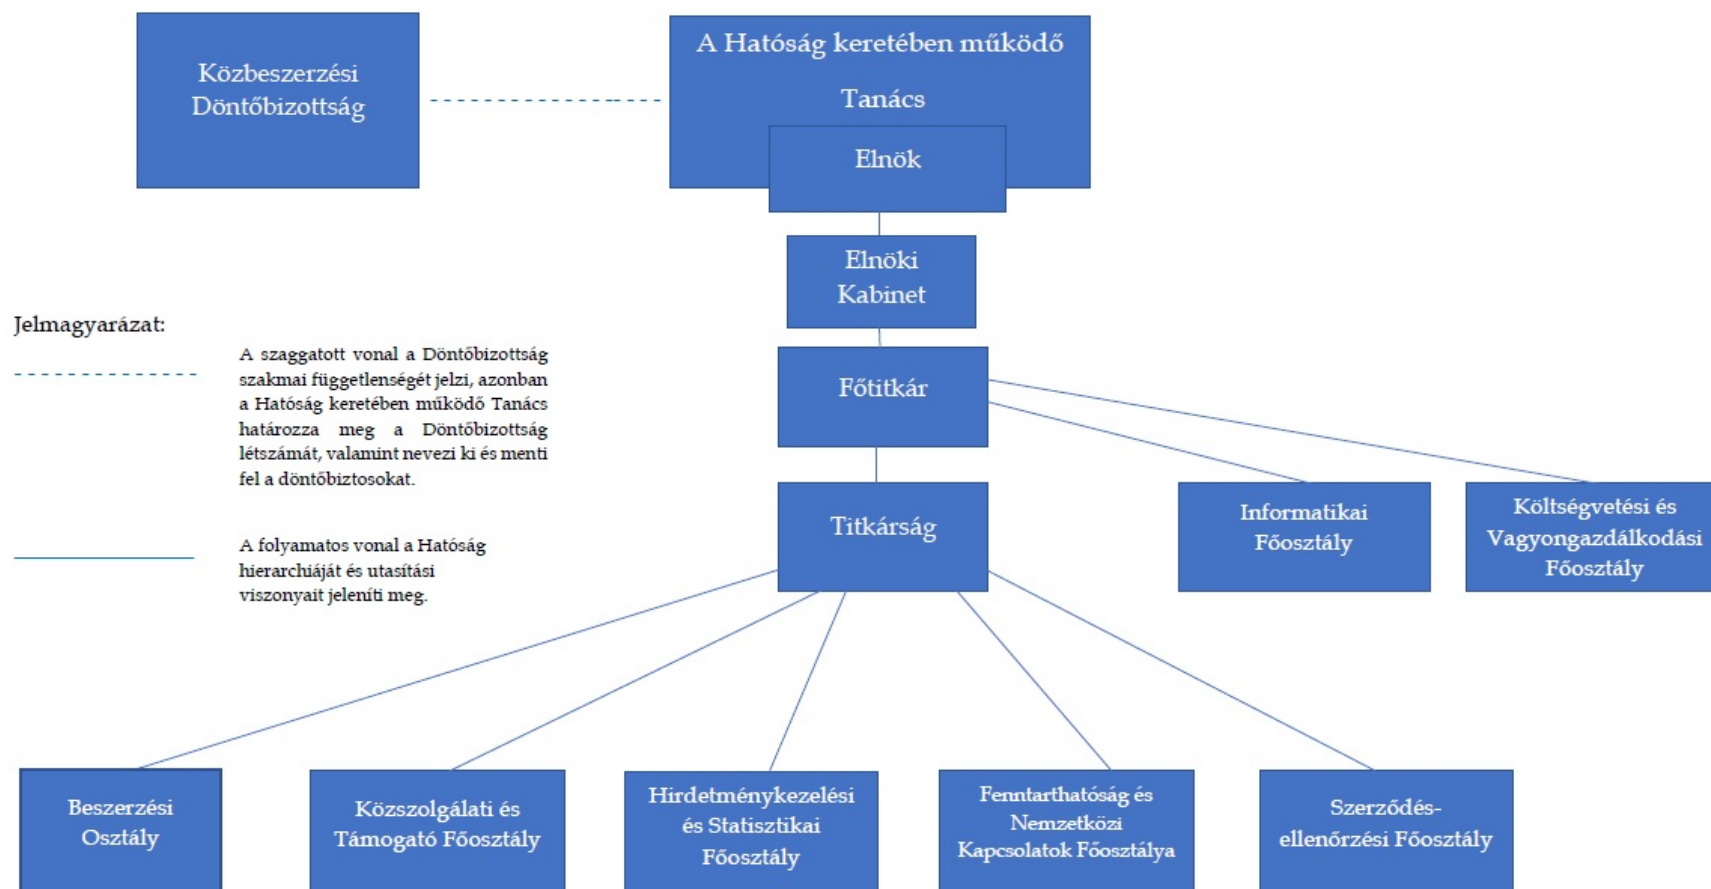 Közbeszerzési
Döntőbizottság
A Hatóság keretében működő
Tanács
Elnök
Elnöki
Kabinet
Jelmagyarázat:
A szaggatott vonal a Döntőbizottság
szakmai függetlenségét jelzi, azonban
a Hatóság keretében működő Tanács
határozza meg a Döntőbizottság
létszámát, valamint nevezi ki és menti
fel a döntőbiztosokat.
A folyamatos vonal a Hatóság
hierarchiáját és utasítási
viszonyait jeleníti meg.
Főtitkár
Titkárság
Informatikai
Főosztály
Költségvetési és
Vagyongazdálkodási
Főosztály
Beszerzési
Osztály
Közszolgálati és
Támogató Főosztály
Hirdetménykezelési
és Statisztikai
Főosztály
Fenntarthatóság és
Nemzetközi
Kapcsolatok Főosztálya
Szerződés-
ellenőrzési Főosztály